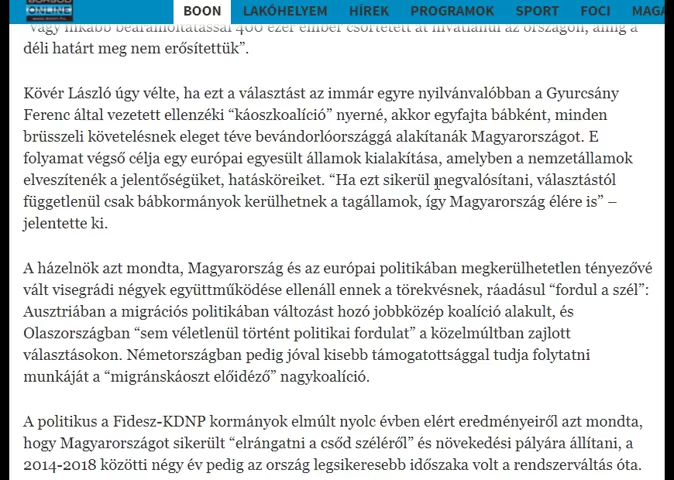 ONLINE
BOON LAKÓHELYEM HÍREK PROGRAMOK SPORT FOCI MAGA
“vagy inkább beáramoltatással 400 ezer ember csörtetett át hívatlanul az országon, amíg a
déli határt meg nem erősítettük”.
Kövér László úgy vélte, ha ezt a választást az immár egyre nyilvánvalóbban a Gyurcsány
Ferenc által vezetett ellenzéki “káoszkoalíció” nyerné, akkor egyfajta bábként, minden
brüsszeli követelésnek eleget téve bevándorlóországgá alakítanák Magyarországot. E
folyamat végső célja egy európai egyesült államok kialakítása, amelyben a nemzetállamok
elveszítenék a jelentőségüket, hatásköreiket. “Ha ezt sikerül megvalósítani, választástól
függetlenül csak bábkormányok kerülhetnek a tagállamok, így Magyarország élére is” –
jelentette ki.
A házelnök azt mondta, Magyarország és az európai politikában megkerülhetetlen tényezővé
vált visegrádi négyek együttműködése ellenáll ennek a törekvésnek, ráadásul “fordul a szél”:
Ausztriában a migrációs politikában változást hozó jobbközép koalíció alakult, és
Olaszországban “sem véletlenül történt politikai fordulat” a közelmúltban zajlott
választásokon. Németországban pedig jóval kisebb támogatottsággal tudja folytatni
munkáját a “migránskáoszt előidéző” nagykoalíció.
A politikus a Fidesz-KDNP kormányok elmúlt nyolc évben elért eredményeiről azt mondta,
hogy Magyarországot sikerült “elrángatni a csőd széléről” és növekedési pályára állítani, a
2014-2018 közötti négy év pedig az ország legsikeresebb időszaka volt a rendszerváltás óta.